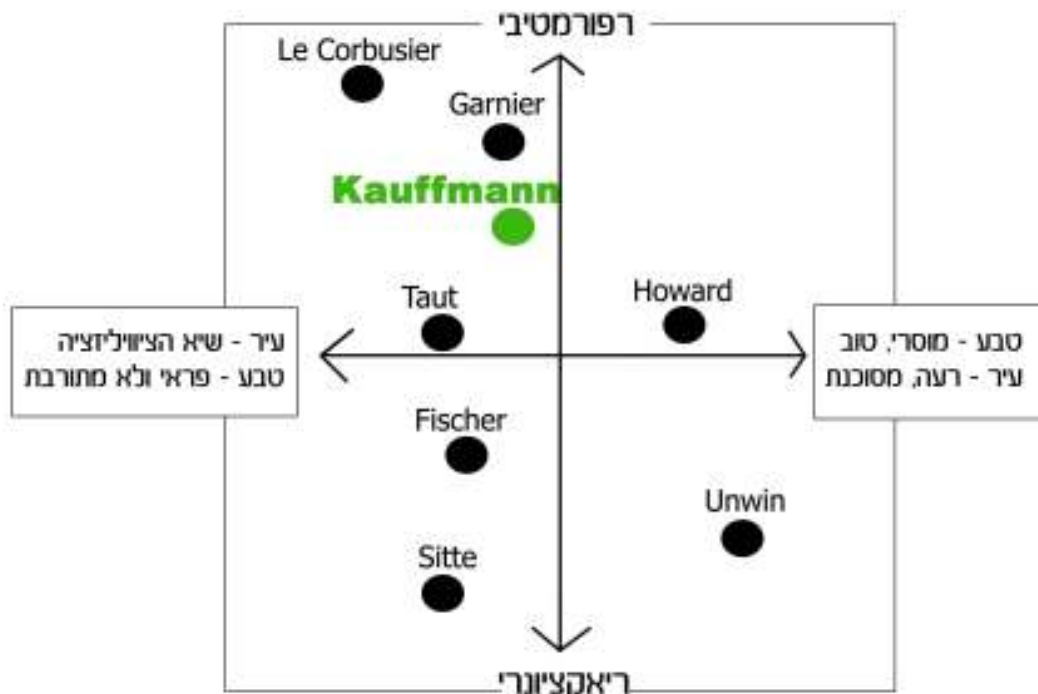 רפורמטיבי
Le Corbusier
Garnier
Kauffmann
Taut
Howard
טבע - מוסרי, טוב
עיר - רעה, מסוכנת
עיר - שיא הציוויליזציה
טבע - פראי ולא מתורבת
Fischer
Unwin
Sitte
ריאקציונרי